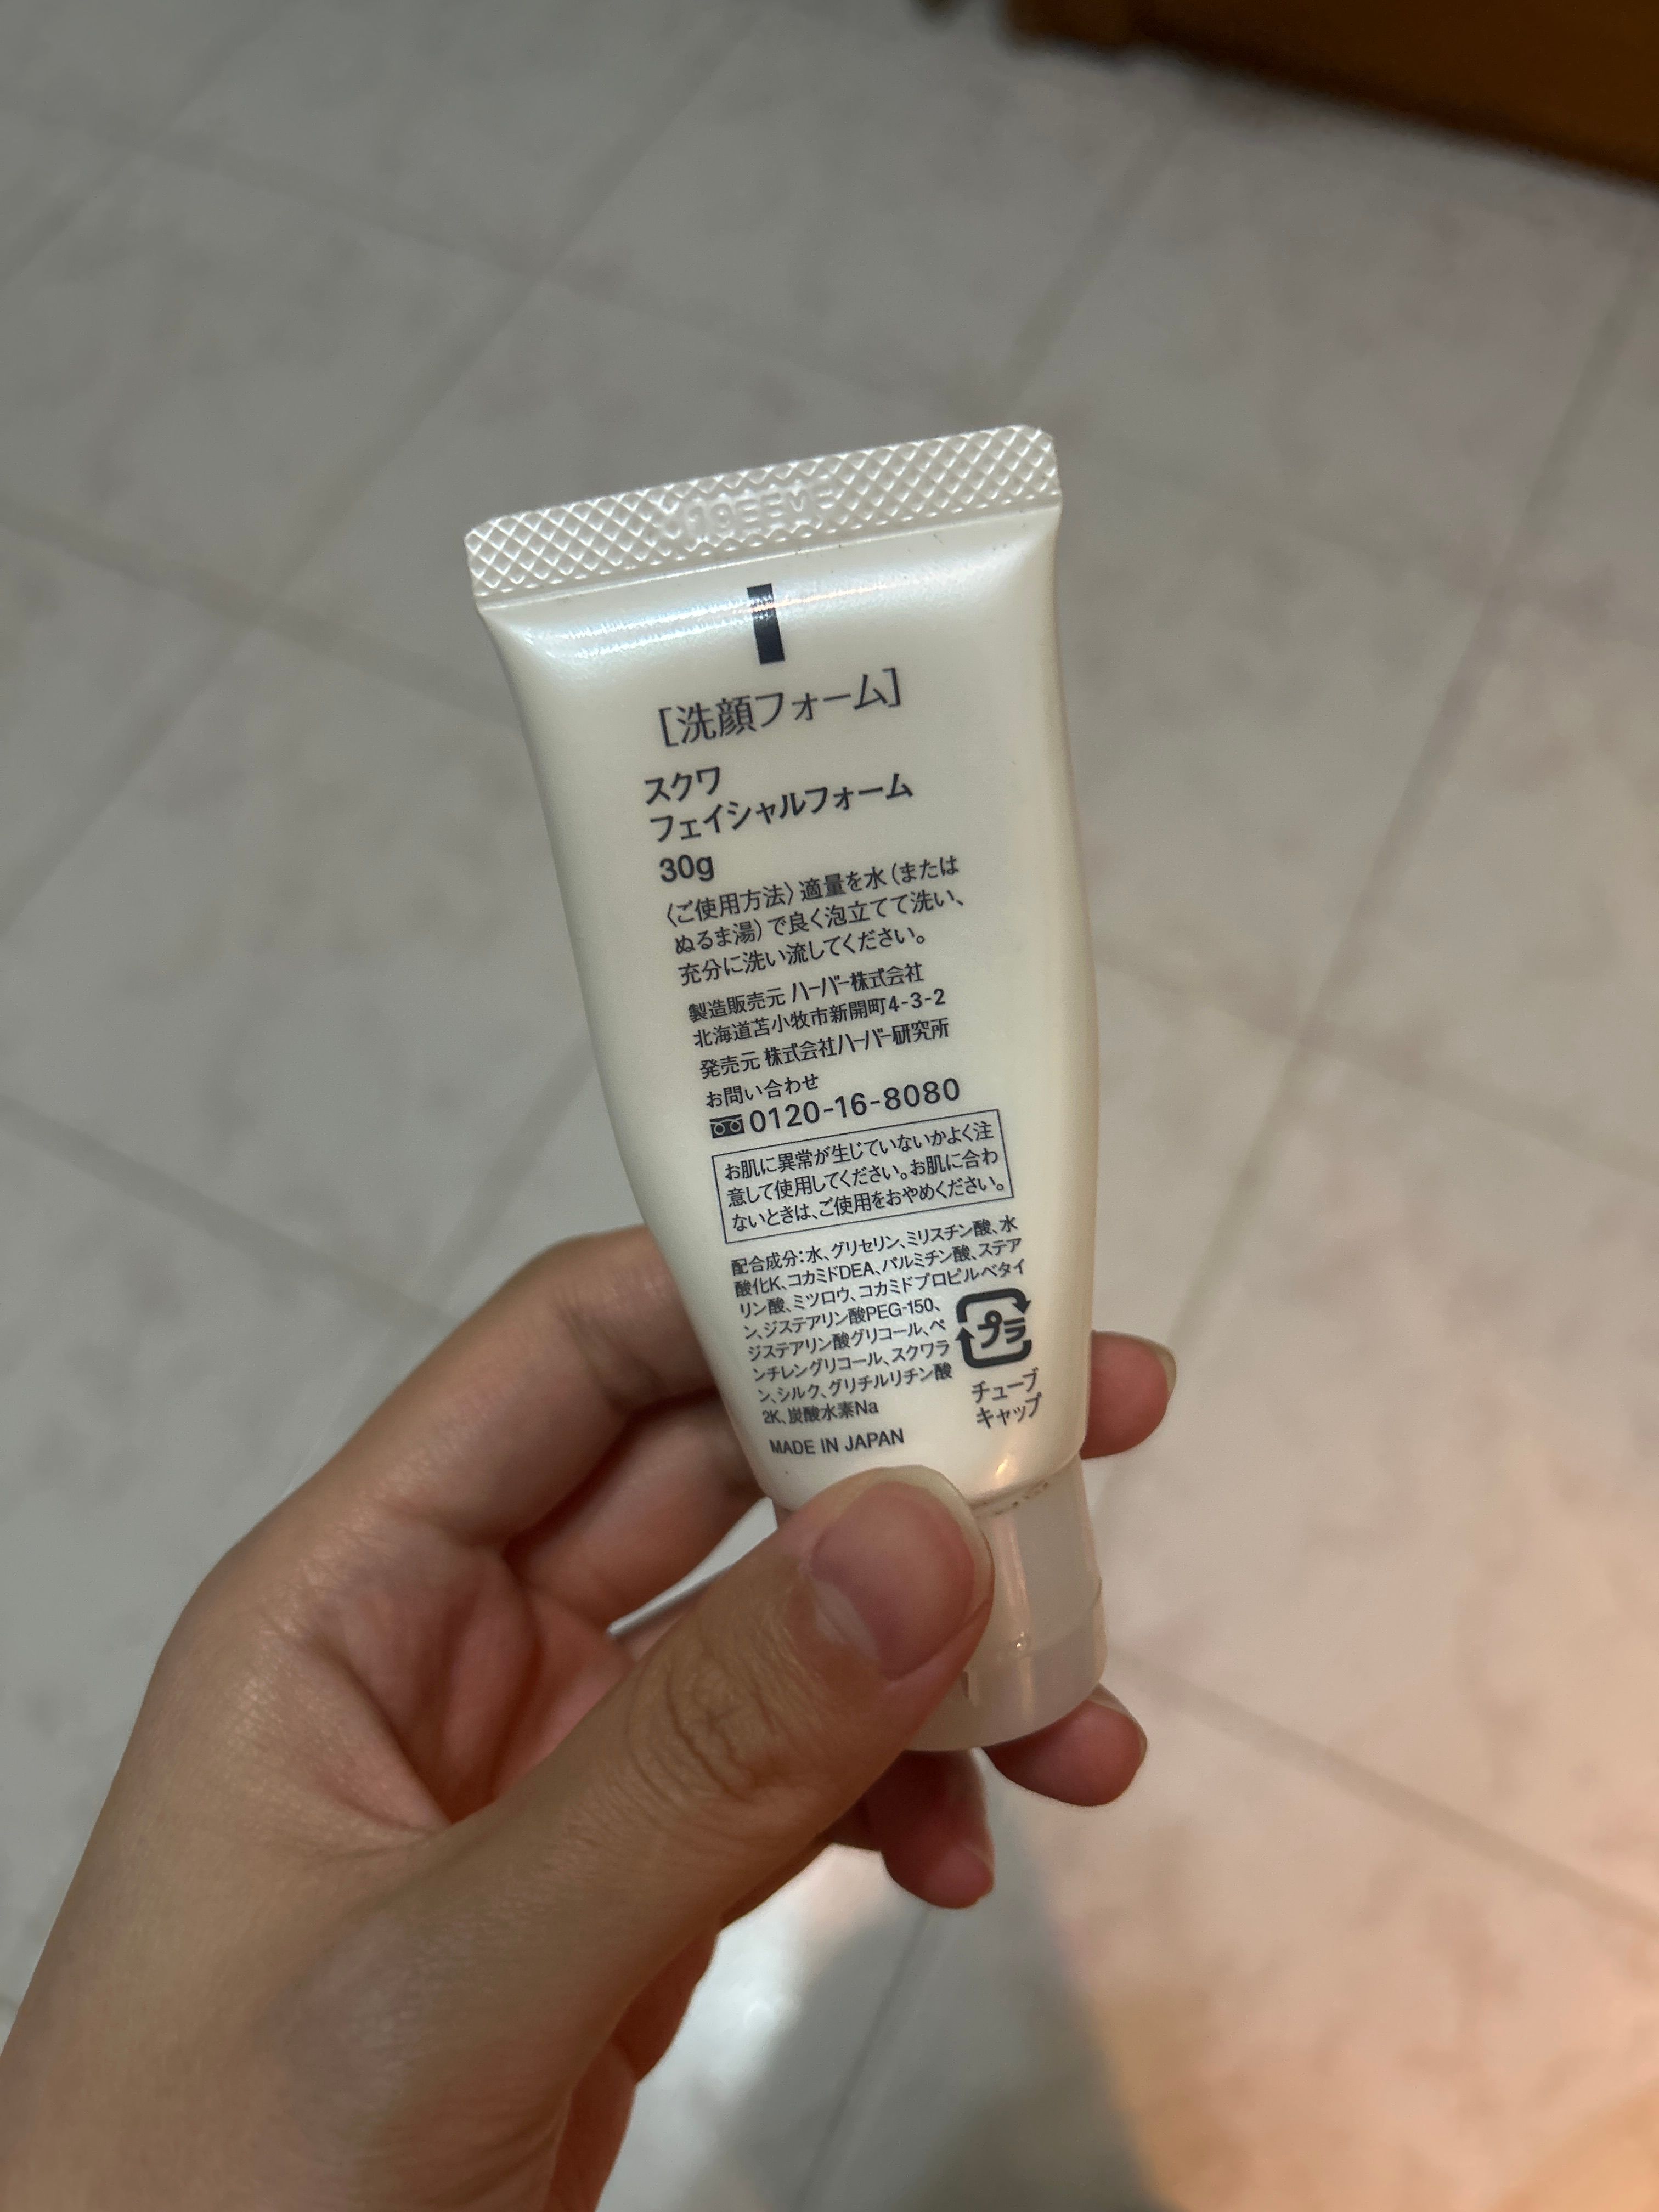 [洗顔フォーム]
スクワ
フェイシャルフォーム
30g
〈ご使用方法〉適量を水(または
ぬるま湯)で良く泡立てて洗い、
充分に洗い流してください。
製造販売元 ハーバー株式会社
北海道苫小牧市新開町4-3-2
発売元 株式会社ハーバー研究所
お問い合わせ
0120-16-8080
お肌に異常が生じていないかよく注
意して使用してください。お肌に合わ
ないときは、ご使用をおやめください。
配合成分:水、グリセリン、ミリスチン酸、水
酸化K、コカミドDEA、パルミチン酸、ステア
リン酸、ミツロウ、コカミドプロピルベタイ
ン、ジステアリン酸PEG-150、
ジステアリン酸グリコール、ペ
ンチレングリコール、スクワラ
ン、シルク、グリチルリチン酸
2K、炭酸水素Na
MADE IN JAPAN
プラ
チューブ
キャップ